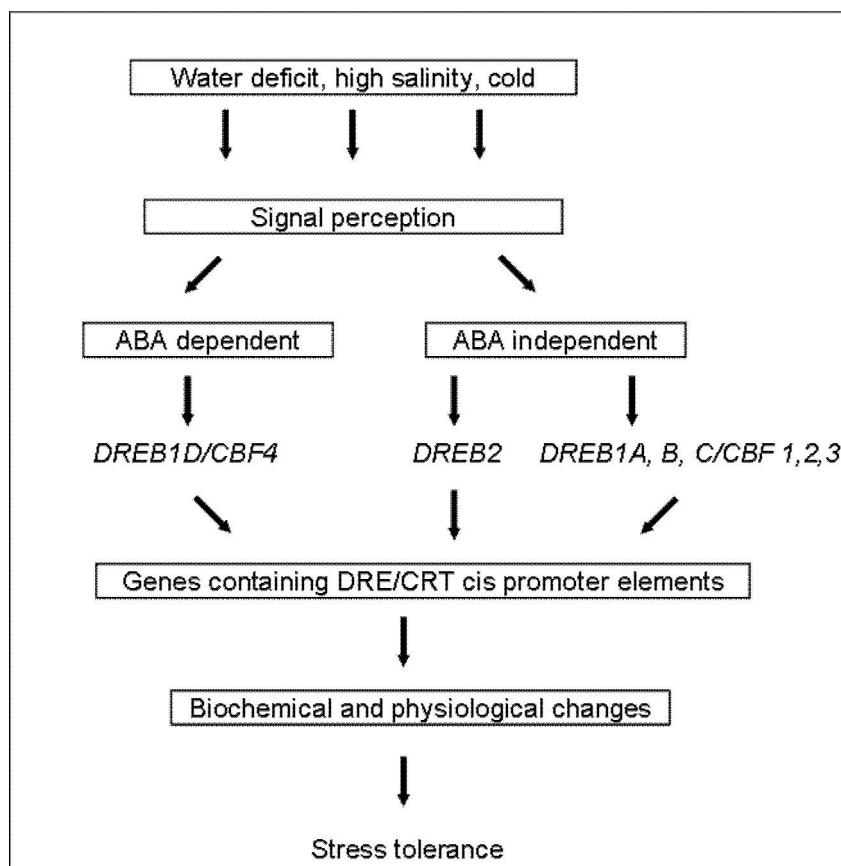 Water deficit, high salinity, cold
Signal perception
ABA dependent
ABA independent
DREB1D/CBF4
DREB2
DREB1A, B, C/CBF 1,2,3
Genes containing DRE/CRT cis promoter elements
Biochemical and physiological changes
Stress tolerance